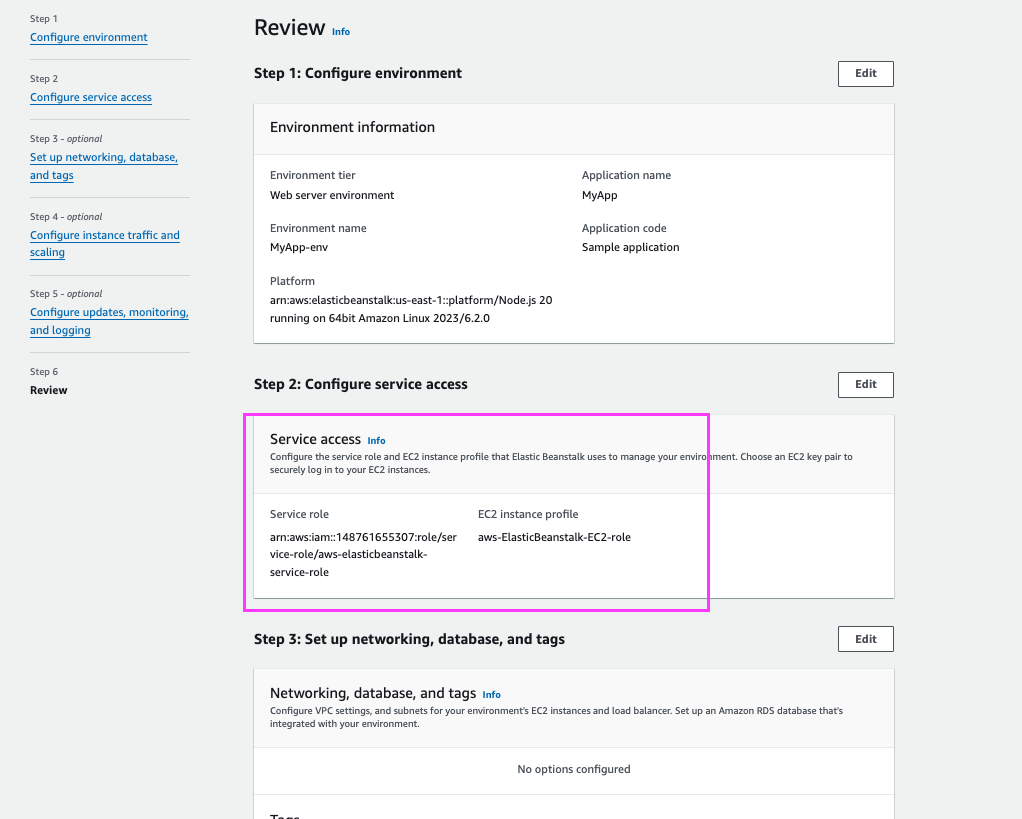 Step 1
Configure environment
Step 2
Configure service access
Step 3 - optional
Set up networking, database,
and tags
Step 4 - optional
Configure instance traffic and
scaling
Step 5 - optional
Configure updates, monitoring,
and logging
Step 6
Review
Review Info
Step 1: Configure environment
Edit
Environment information
Environment tier
Web server environment
Application name
MyApp
Environment name
MyApp-env
Application code
Sample application
Platform
arn:aws:elasticbeanstalk:us-east-1::platform/Node.js 20
running on 64bit Amazon Linux 2023/6.2.0
Step 2: Configure service access
Edit
Service access Info
Configure the service role and EC2 instance profile that Elastic Beanstalk uses to manage your environment. Choose an EC2 key pair to
securely log in to your EC2 instances.
Service role
arn:aws:iam::148761655307:role/ser
vice-role/aws-elasticbeanstalk-
service-role
EC2 instance profile
aws-ElasticBeanstalk-EC2-role
Step 3: Set up networking, database, and tags
Edit
Networking, database, and tags Info
Configure VPC settings, and subnets for your environment's EC2 instances and load balancer. Set up an Amazon RDS database that's
integrated with your environment.
No options configured
Tags